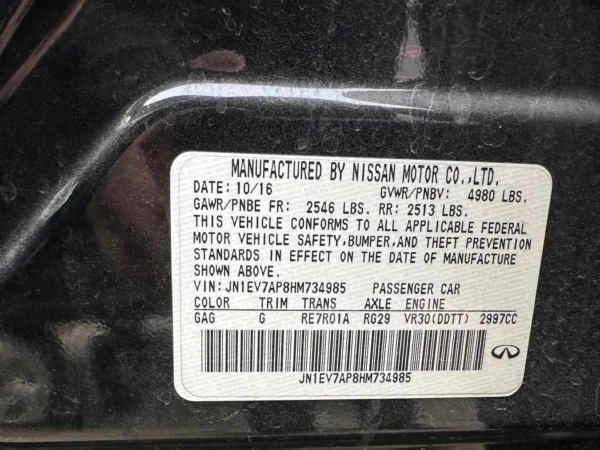 MANUFACTURED BY NISSAN MOTOR CO.,LTD.
DATE: 10/16 GVWR/PNBV: 4980 LBS.
GAWR/PNBE FR: 2546 LBS. RR: 2513 LBS.
THIS VEHICLE CONFORMS TO ALL APPLICABLE FEDERAL
MOTOR VEHICLE SAFETY,BUMPER,AND THEFT PREVENTION
STANDARDS IN EFFECT ON THE DATE OF MANUFACTURE
SHOWN ABOVE.
VIN: JN1EV7AP8HM734985 PASSENGER CAR
COLOR TRIM TRANS AXLE ENGINE
GAG G RE7R01A RG29 VR30(DDTT) 2997CC
JN1EV7AP8HM734985